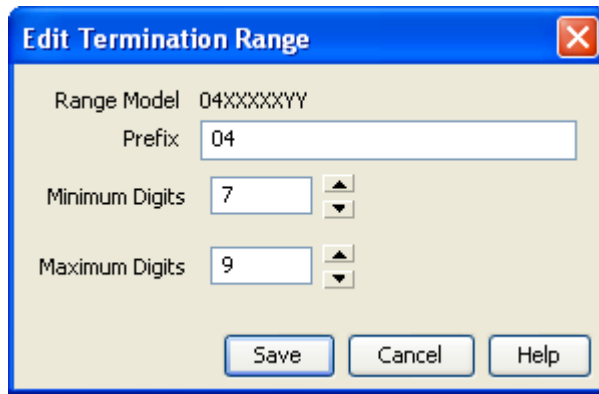 Edit Termination Range
Range Model 04XXXXXYY
Prefix 04
Minimum Digits 7
Maximum Digits 9
Save Cancel Help